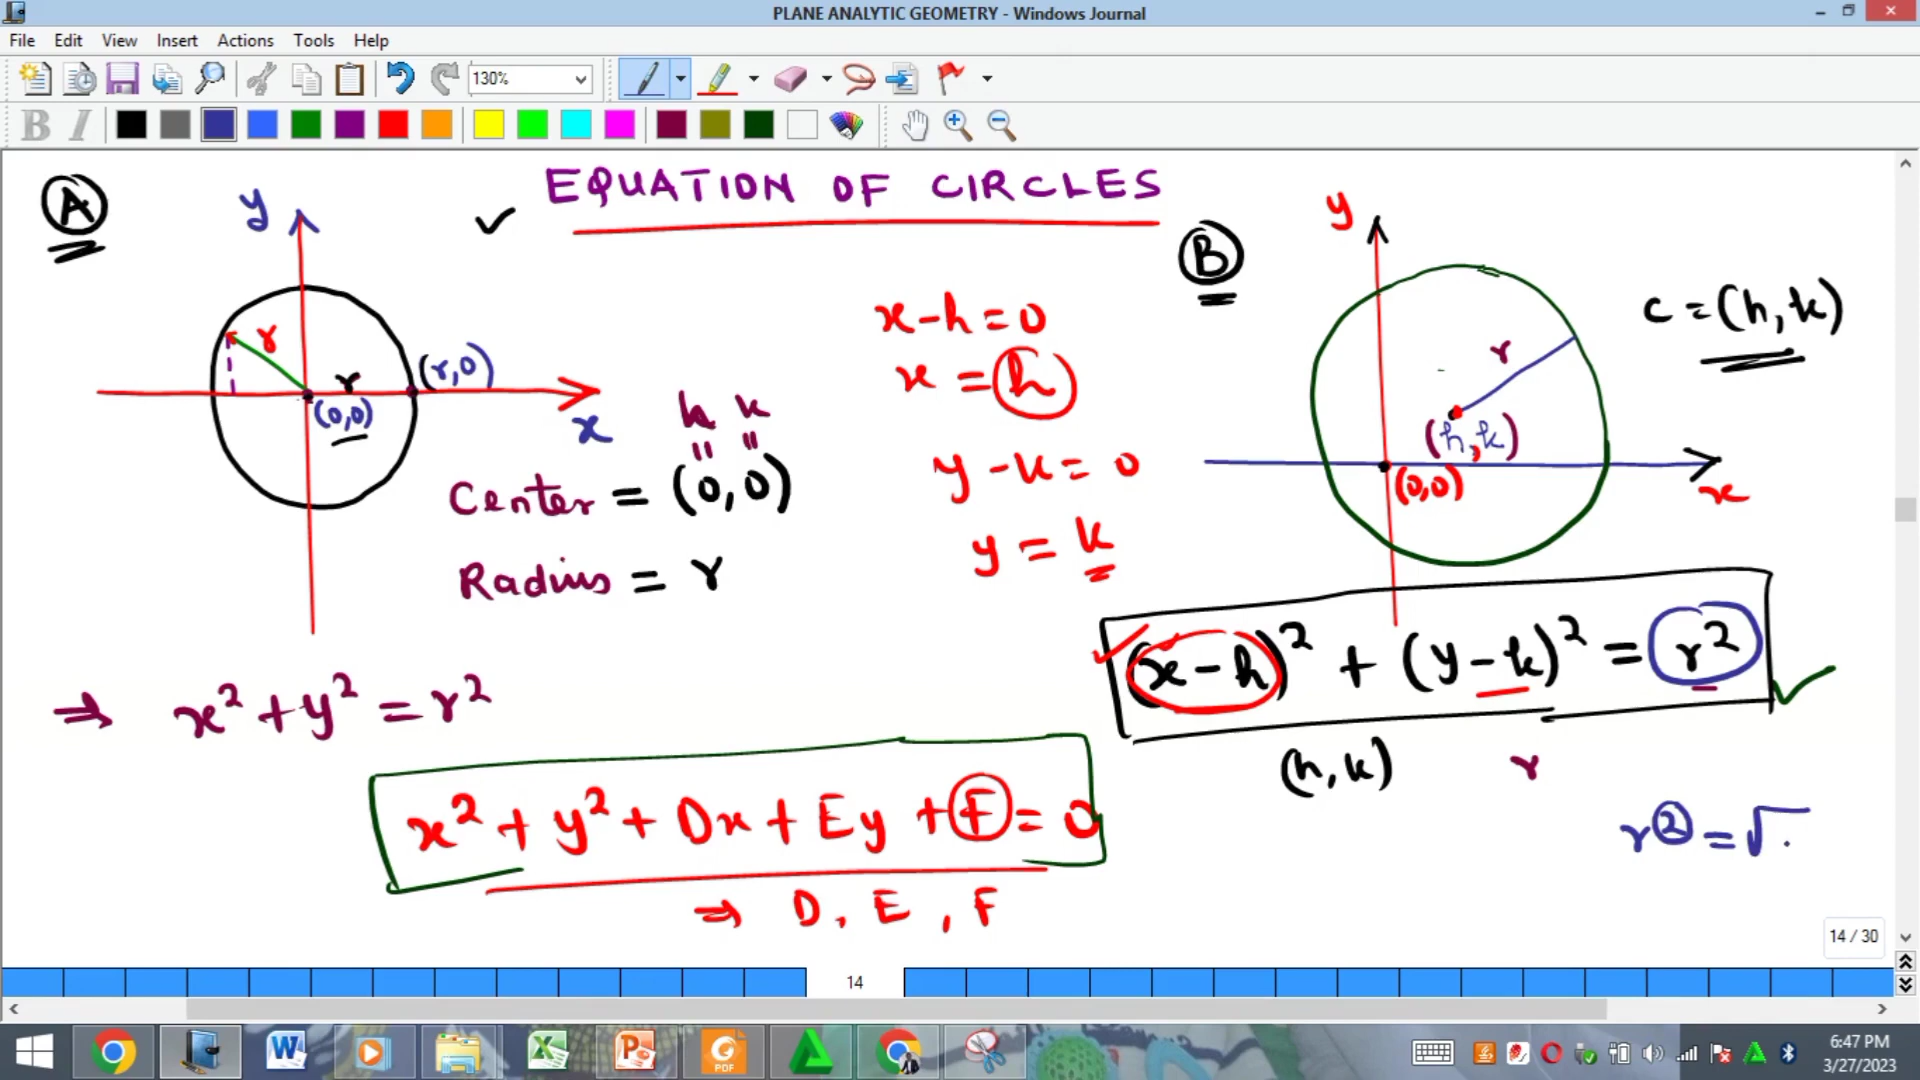 PLANE ANALYTIC GEOMETRY - Windows Journal
File Edit View Insert Actions Tools Help
130%
B I
EQUATION OF CIRCLES
A
y
r
r
(r,0)
(0,0)
x
h k
" "
Center = (0,0)
Radius = r
x-h=0
x = h
y-k=0
y = k
B
y
C = (h,k)
r
(h,k)
(0,0)
x
(x-h)² + (y-k)² = r²
(h,k) r
r² = √.
⇒ x²+y² = r²
x² + y² + Dx + Ey + F = 0
⇒ D, E, F
14 / 30
14
PDF
6:47 PM
3/27/2023